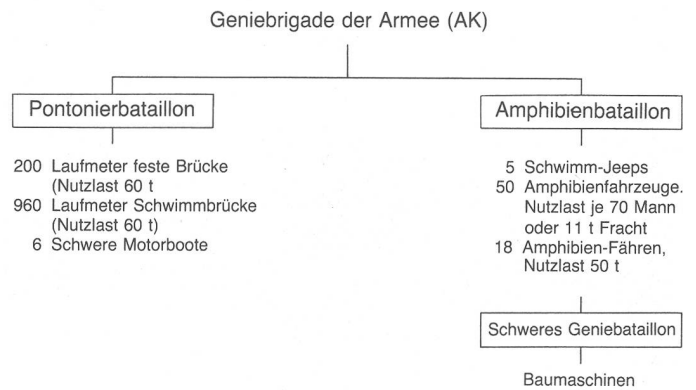 Geniebrigade der Armee (AK)
Pontonierbataillon
200 Laufmeter feste Brücke
(Nutzlast 60 t
960 Laufmeter Schwimmbrücke
(Nutzlast 60 t)
6 Schwere Motorboote
Amphibienbataillon
5 Schwimm-Jeeps
50 Amphibienfahrzeuge.
Nutzlast je 70 Mann
oder 11 t Fracht
18 Amphibien-Fähren,
Nutzlast 50 t
Schweres Geniebataillon
Baumaschinen